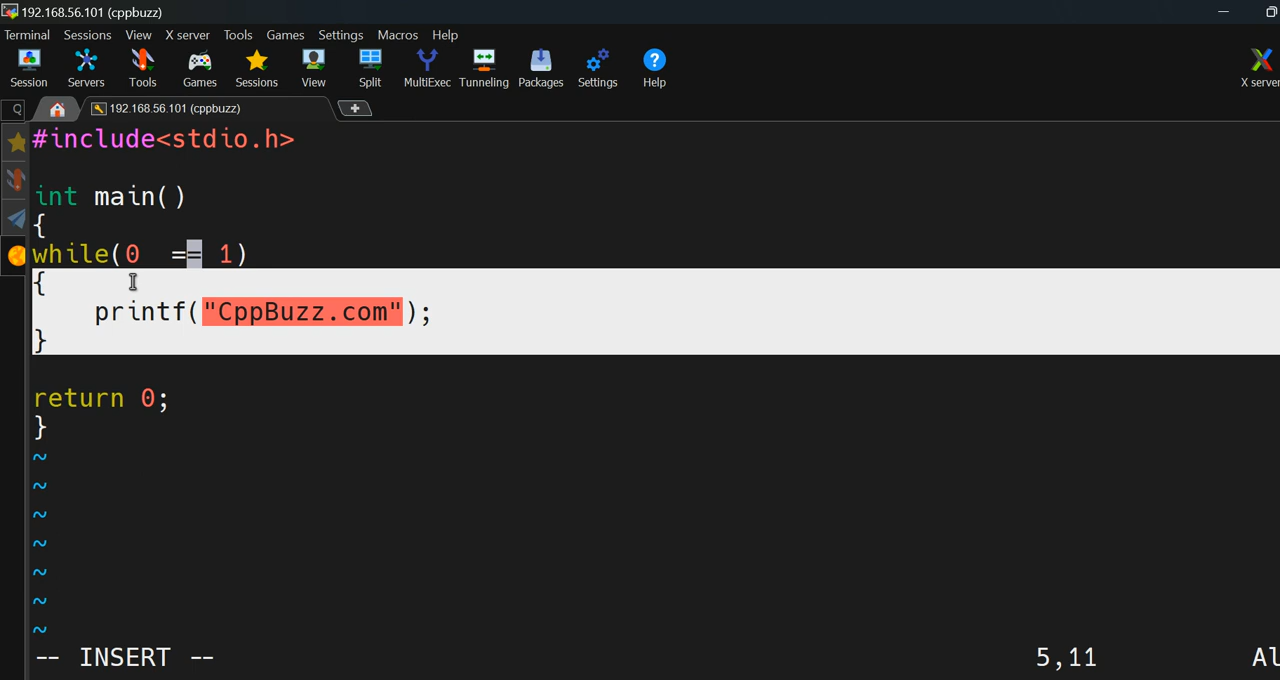 192.168.56.101 (cppbuzz)
Terminal Sessions View X server Tools Games Settings Macros Help
Session Servers Tools Games Sessions View Split MultiExec Tunneling Packages Settings Help X server
192.168.56.101 (cppbuzz)
#include<stdio.h>
int main()
{
while(0  == 1)
{
    printf("CppBuzz.com");
}
return 0;
}
~
~
~
~
~
~
~
-- INSERT -- 5,11 Al